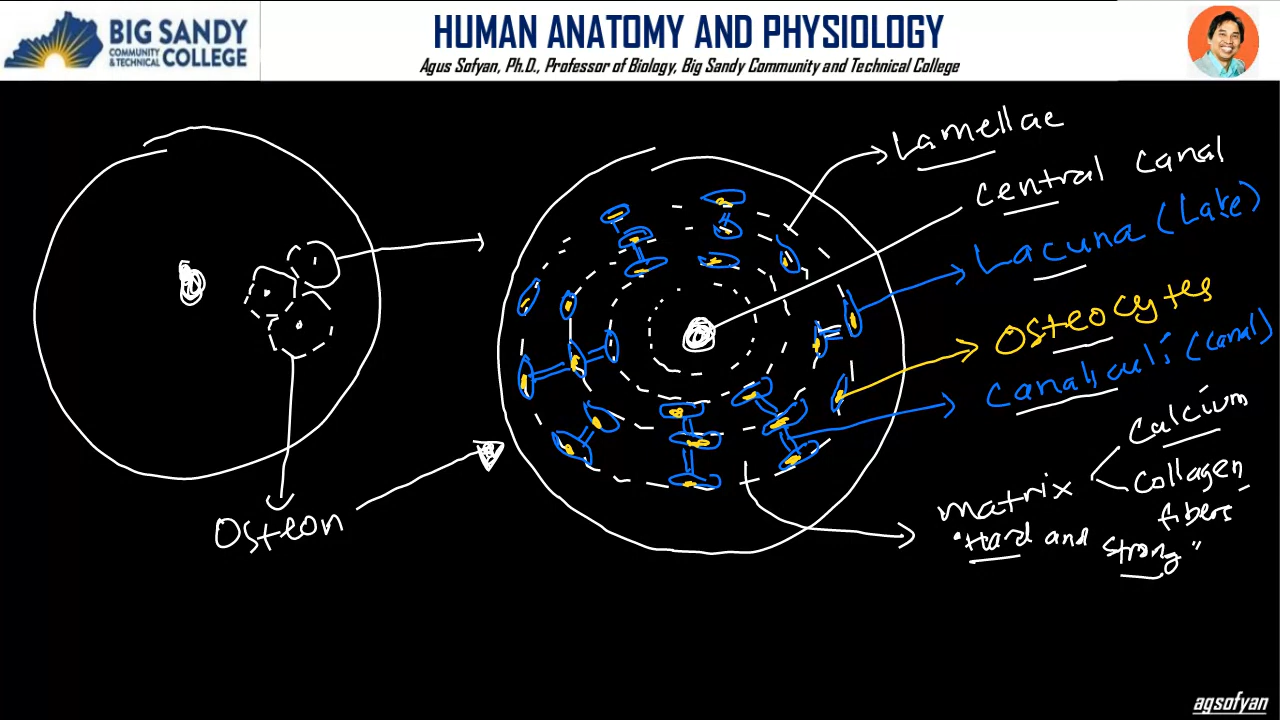 BIG SANDY
COMMUNITY
& TECHNICAL
COLLEGE
HUMAN ANATOMY AND PHYSIOLOGY
Agus Sofyan, Ph.D., Professor of Biology, Big Sandy Community and Technical College
Lamellae
Central Canal
Lacuna (Lake)
Osteocytes
Canaliculi (canal)
Calcium
Matrix
Collagen
fibers
"Hard and strong"
Osteon
agsofyan